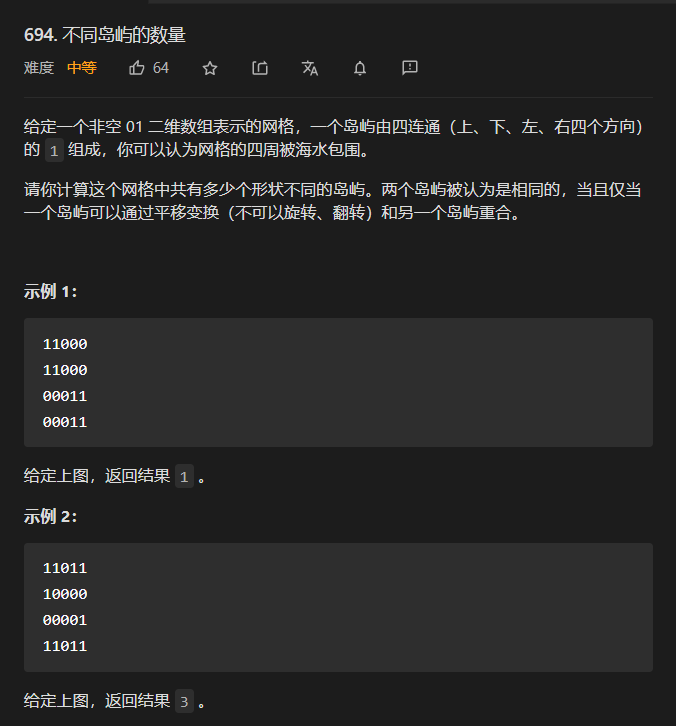 694. 不同岛屿的数量
难度 中等 64
给定一个非空 01 二维数组表示的网格，一个岛屿由四连通（上、下、左、右四个方向）
的 1 组成，你可以认为网格的四周被海水包围。
请你计算这个网格中共有多少个形状不同的岛屿。两个岛屿被认为是相同的，当且仅当
一个岛屿可以通过平移变换（不可以旋转、翻转）和另一个岛屿重合。
示例 1：
11000
11000
00011
00011
给定上图，返回结果 1 。
示例 2：
11011
10000
00001
11011
给定上图，返回结果 3 。